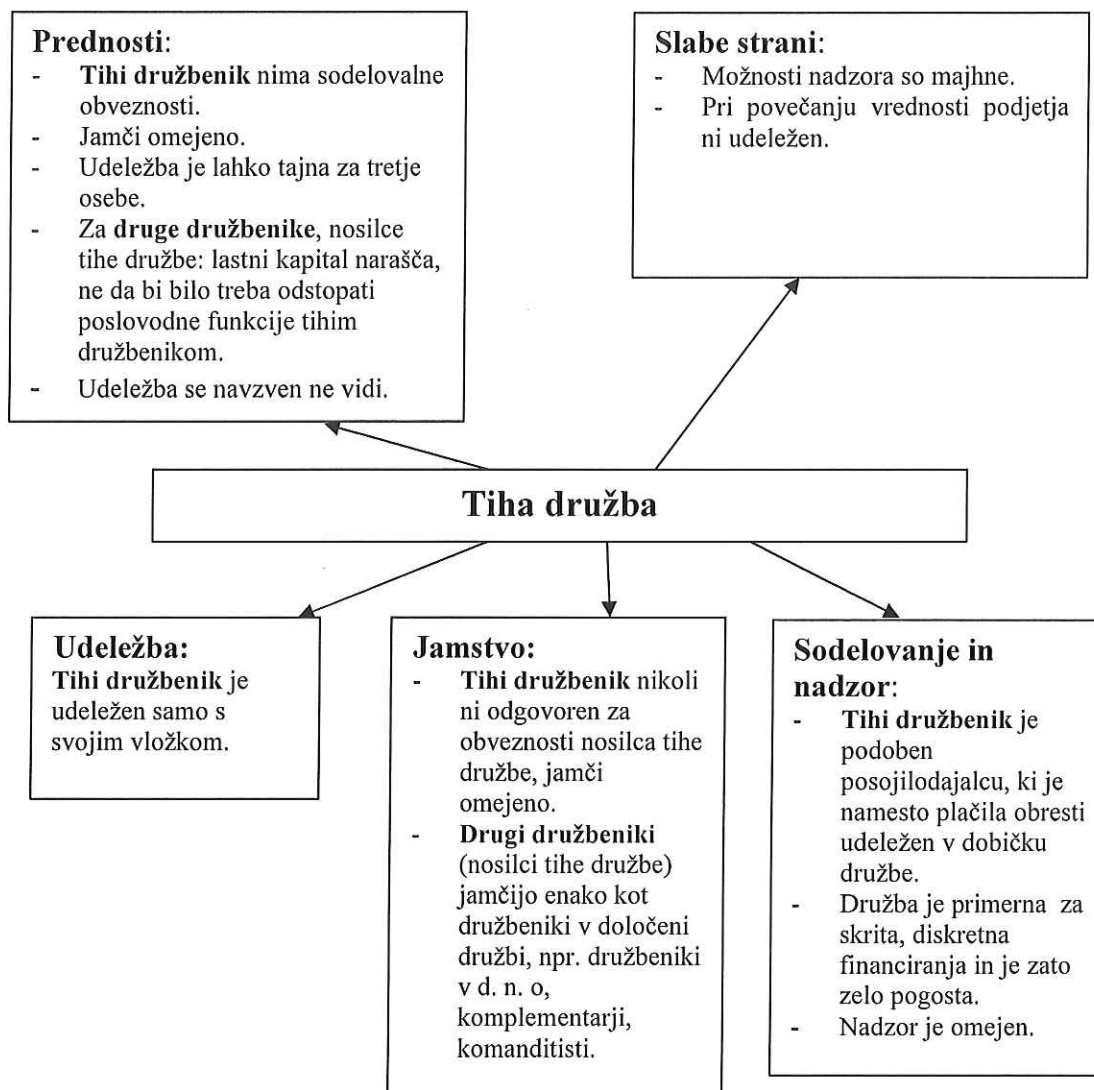 Prednosti:
- Tihi družbenik nima sodelovalne
obveznosti.
- Jamči omejeno.
- Udeležba je lahko tajna za tretje
osebe.
- Za druge družbenike, nosilce
tihe družbe: lastni kapital narašča,
ne da bi bilo treba odstopati
poslovodne funkcije tihim
družbenikom.
- Udeležba se navzven ne vidi.
Slabe strani:
- Možnosti nadzora so majhne.
- Pri povečanju vrednosti podjetja
ni udeležen.
Tiha družba
Udeležba:
Tihi družbenik je
udeležen samo s
svojim vložkom.
Jamstvo:
- Tihi družbenik nikoli
ni odgovoren za
obveznosti nosilca tihe
družbe, jamči
omejeno.
- Drugi družbeniki
(nosilci tihe družbe)
jamčijo enako kot
družbeniki v določeni
družbi, npr. družbeniki
v d. n. o,
komplementarji,
komanditisti.
Sodelovanje in
nadzor:
- Tihi družbenik je
podoben
posojilodajalcu, ki je
namesto plačila obresti
udeležen v dobičku
družbe.
- Družba je primerna za
skrita, diskretna
financiranja in je zato
zelo pogosta.
- Nadzor je omejen.